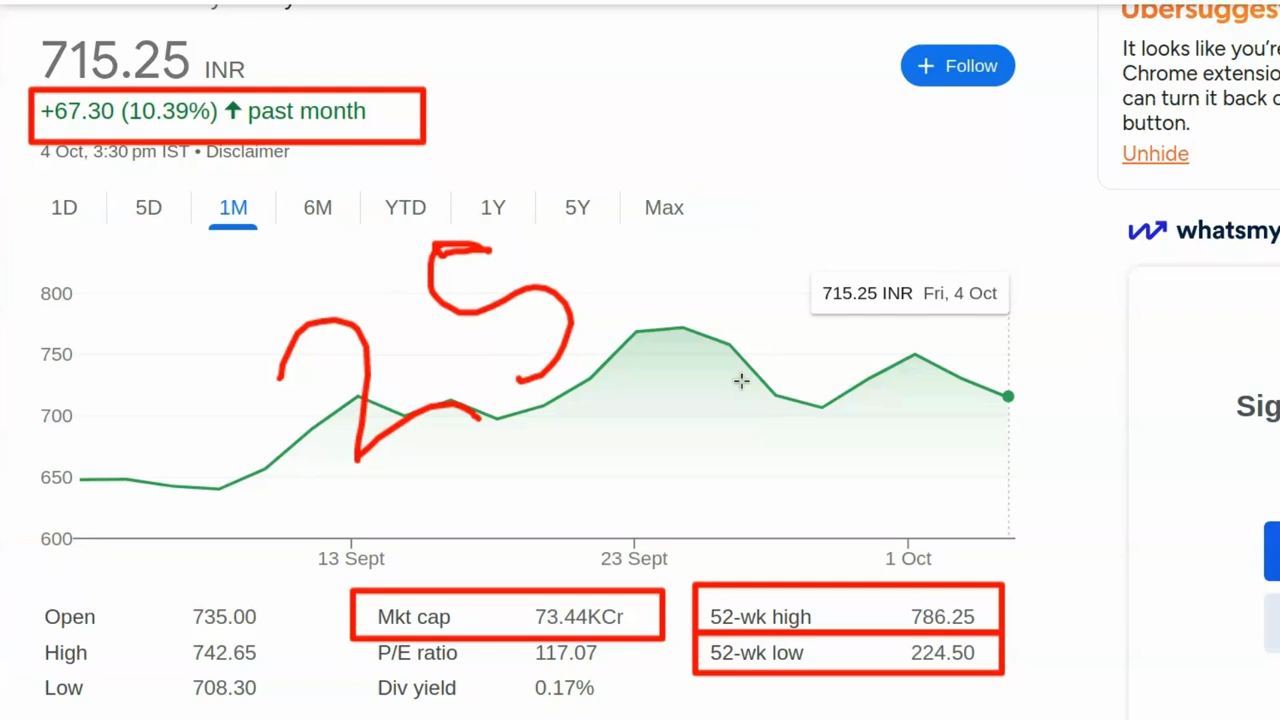 715.25 INR
+ Follow
+67.30 (10.39%) ↑ past month
4 Oct, 3:30 pm IST • Disclaimer
1D 5D 1M 6M YTD 1Y 5Y Max
25
715.25 INR Fri, 4 Oct
800
750
700
650
600
13 Sept 23 Sept 1 Oct
Open 735.00 Mkt cap 73.44KCr 52-wk high 786.25
High 742.65 P/E ratio 117.07 52-wk low 224.50
Low 708.30 Div yield 0.17%
Ubersuggest
It looks like you're
Chrome extensio
can turn it back o
button.
Unhide
whatsmy
Sig